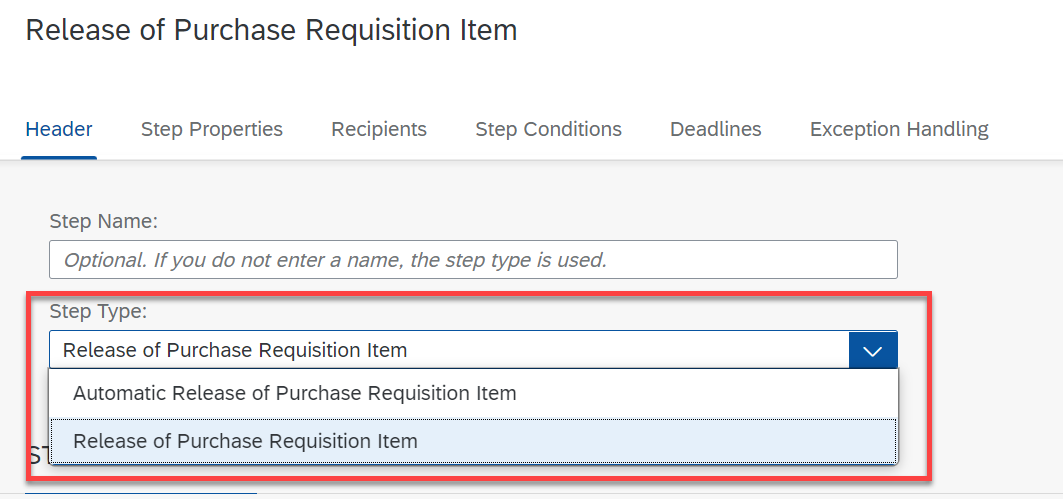 Release of Purchase Requisition Item
Header Step Properties Recipients Step Conditions Deadlines Exception Handling
Step Name:
Optional. If you do not enter a name, the step type is used.
Step Type:
Release of Purchase Requisition Item
Automatic Release of Purchase Requisition Item
Release of Purchase Requisition Item